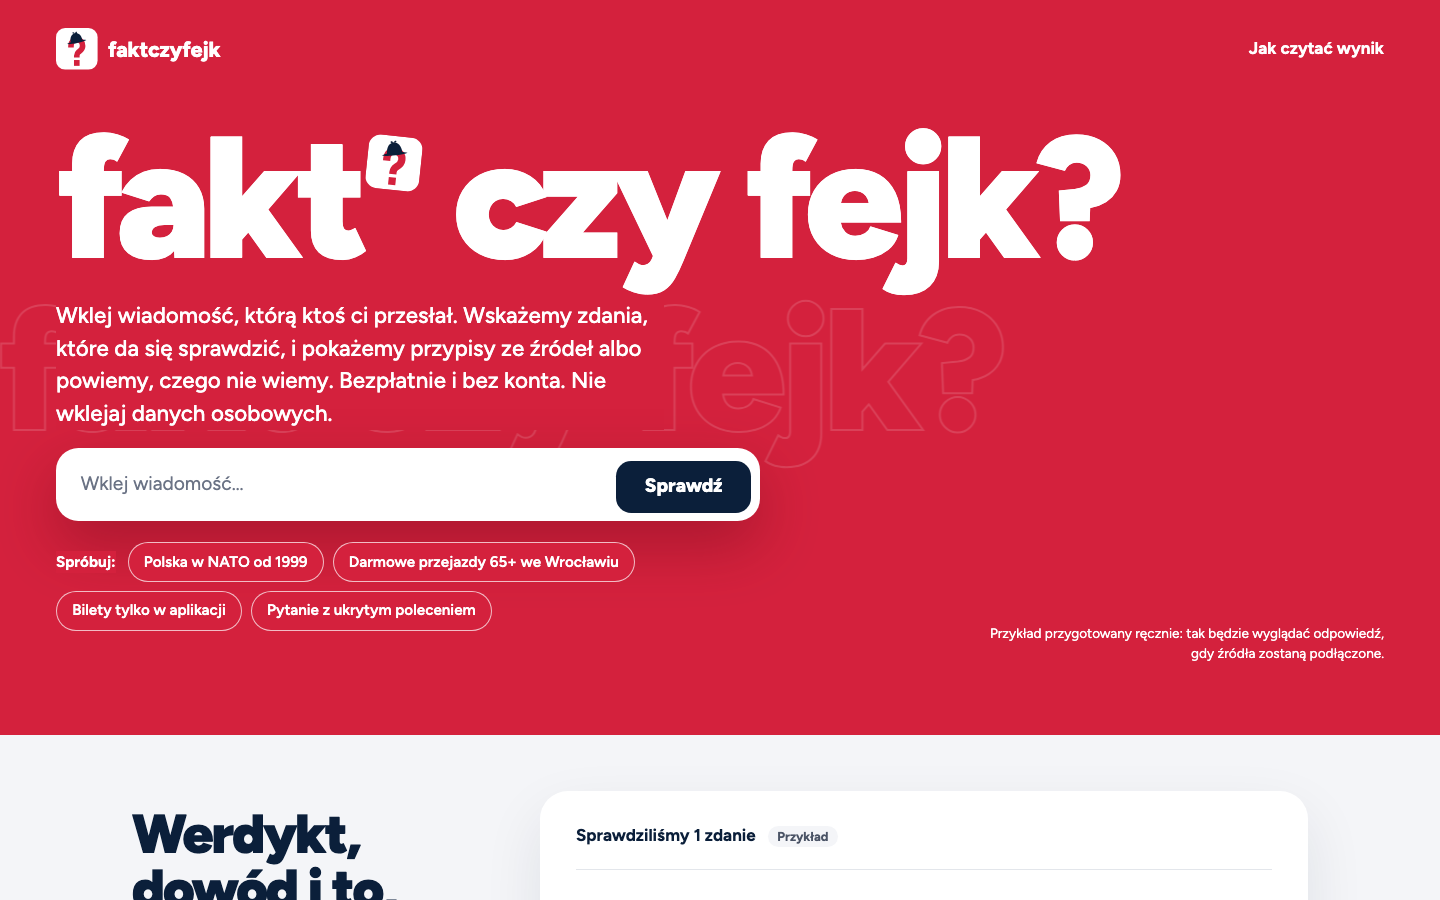 faktczyfejk
Jak czytać wynik
fakt? czy fejk?
Wklej wiadomość, którą ktoś ci przesłał. Wskażemy zdania,
które da się sprawdzić, i pokażemy przypisy ze źródeł albo
powiemy, czego nie wiemy. Bezpłatnie i bez konta. Nie
wklejaj danych osobowych.
fejk?
Wklej wiadomość...
Sprawdź
Spróbuj:
Polska w NATO od 1999
Darmowe przejazdy 65+ we Wrocławiu
Bilety tylko w aplikacji
Pytanie z ukrytym poleceniem
Przykład przygotowany ręcznie: tak będzie wyglądać odpowiedź,
gdy źródła zostaną podłączone.
Werdykt,
dowód i to,
Sprawdziliśmy 1 zdanie
Przykład